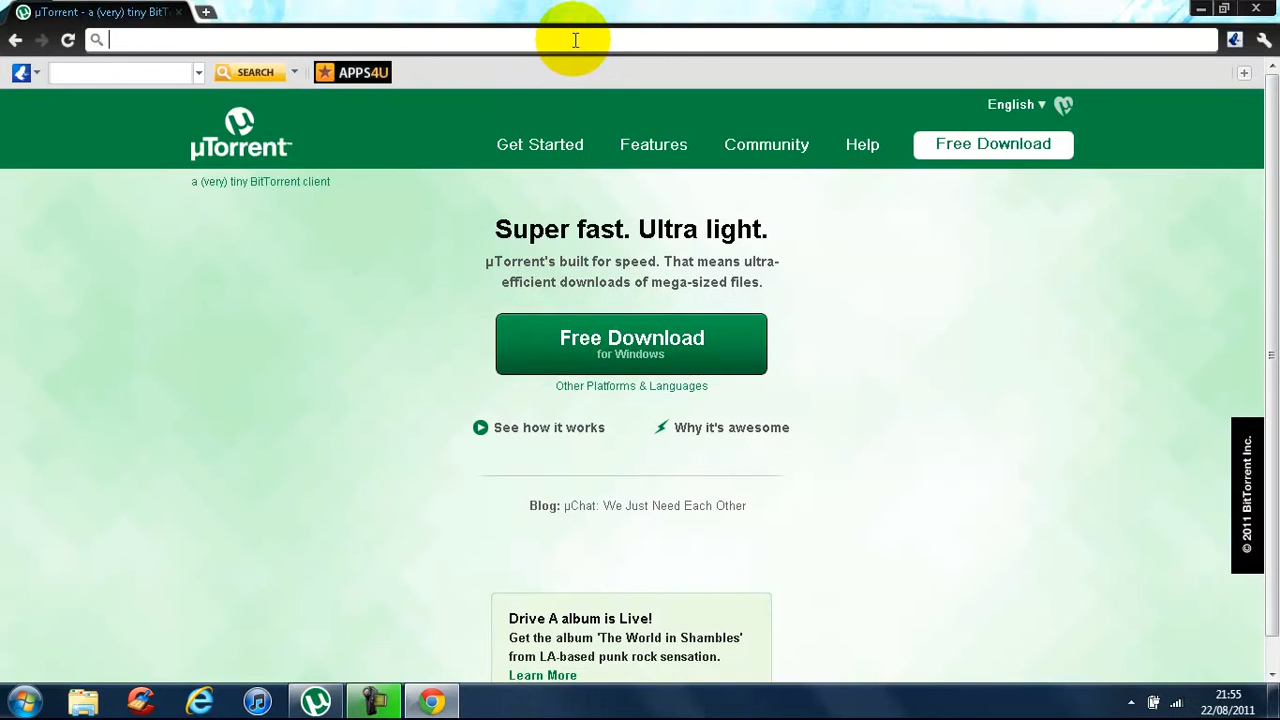 µTorrent - a (very) tiny BitT
SEARCH
APPS4U
English ▾
µTorrent
Get Started
Features
Community
Help
Free Download
a (very) tiny BitTorrent client
Super fast. Ultra light.
µTorrent's built for speed. That means ultra-
efficient downloads of mega-sized files.
Free Download
for Windows
Other Platforms & Languages
See how it works
Why it's awesome
Blog: µChat: We Just Need Each Other
© 2011 BitTorrent Inc.
Drive A album is Live!
Get the album 'The World in Shambles'
from LA-based punk rock sensation.
Learn More
21:55
22/08/2011